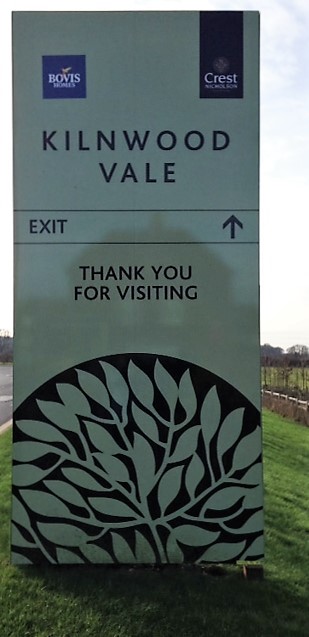 BOVIS
HOMES
Crest
NICHOLSON
KILNWOOD
VALE
EXIT
THANK YOU
FOR VISITING